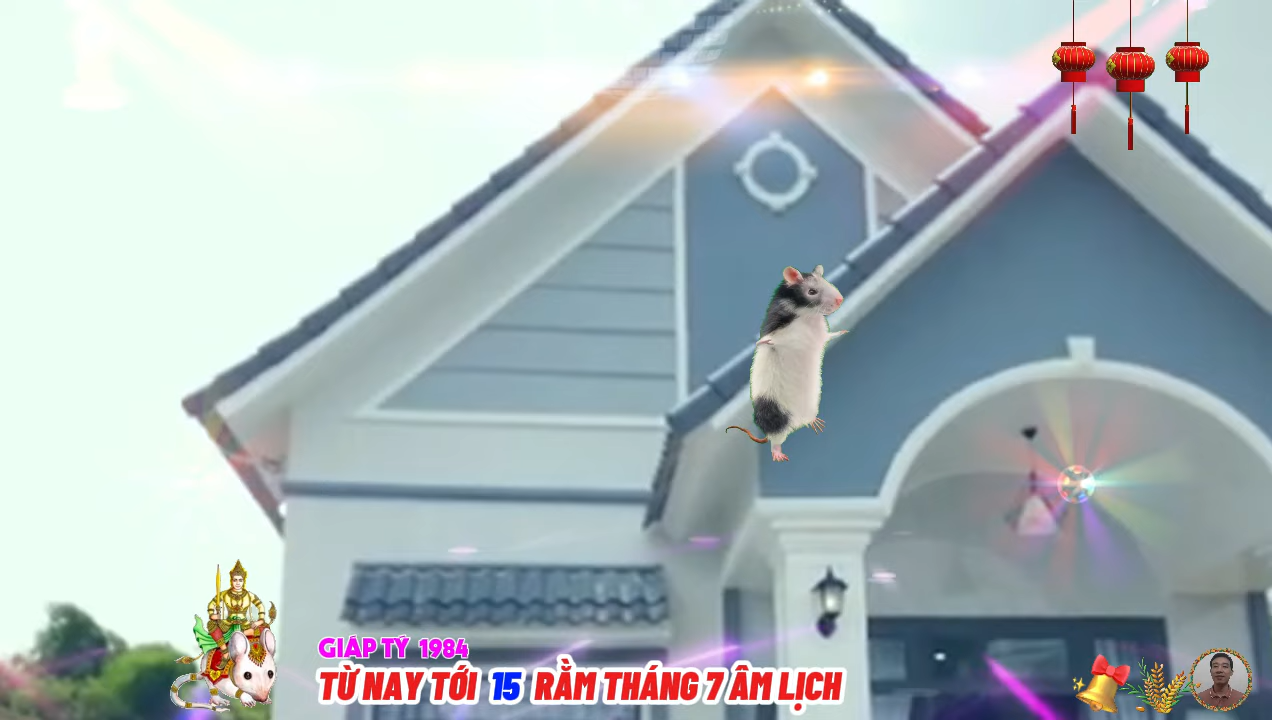 GIÁP TÝ 1984
TỪ NAY TỚI 15 RẰM THÁNG 7 ÂM LỊCH